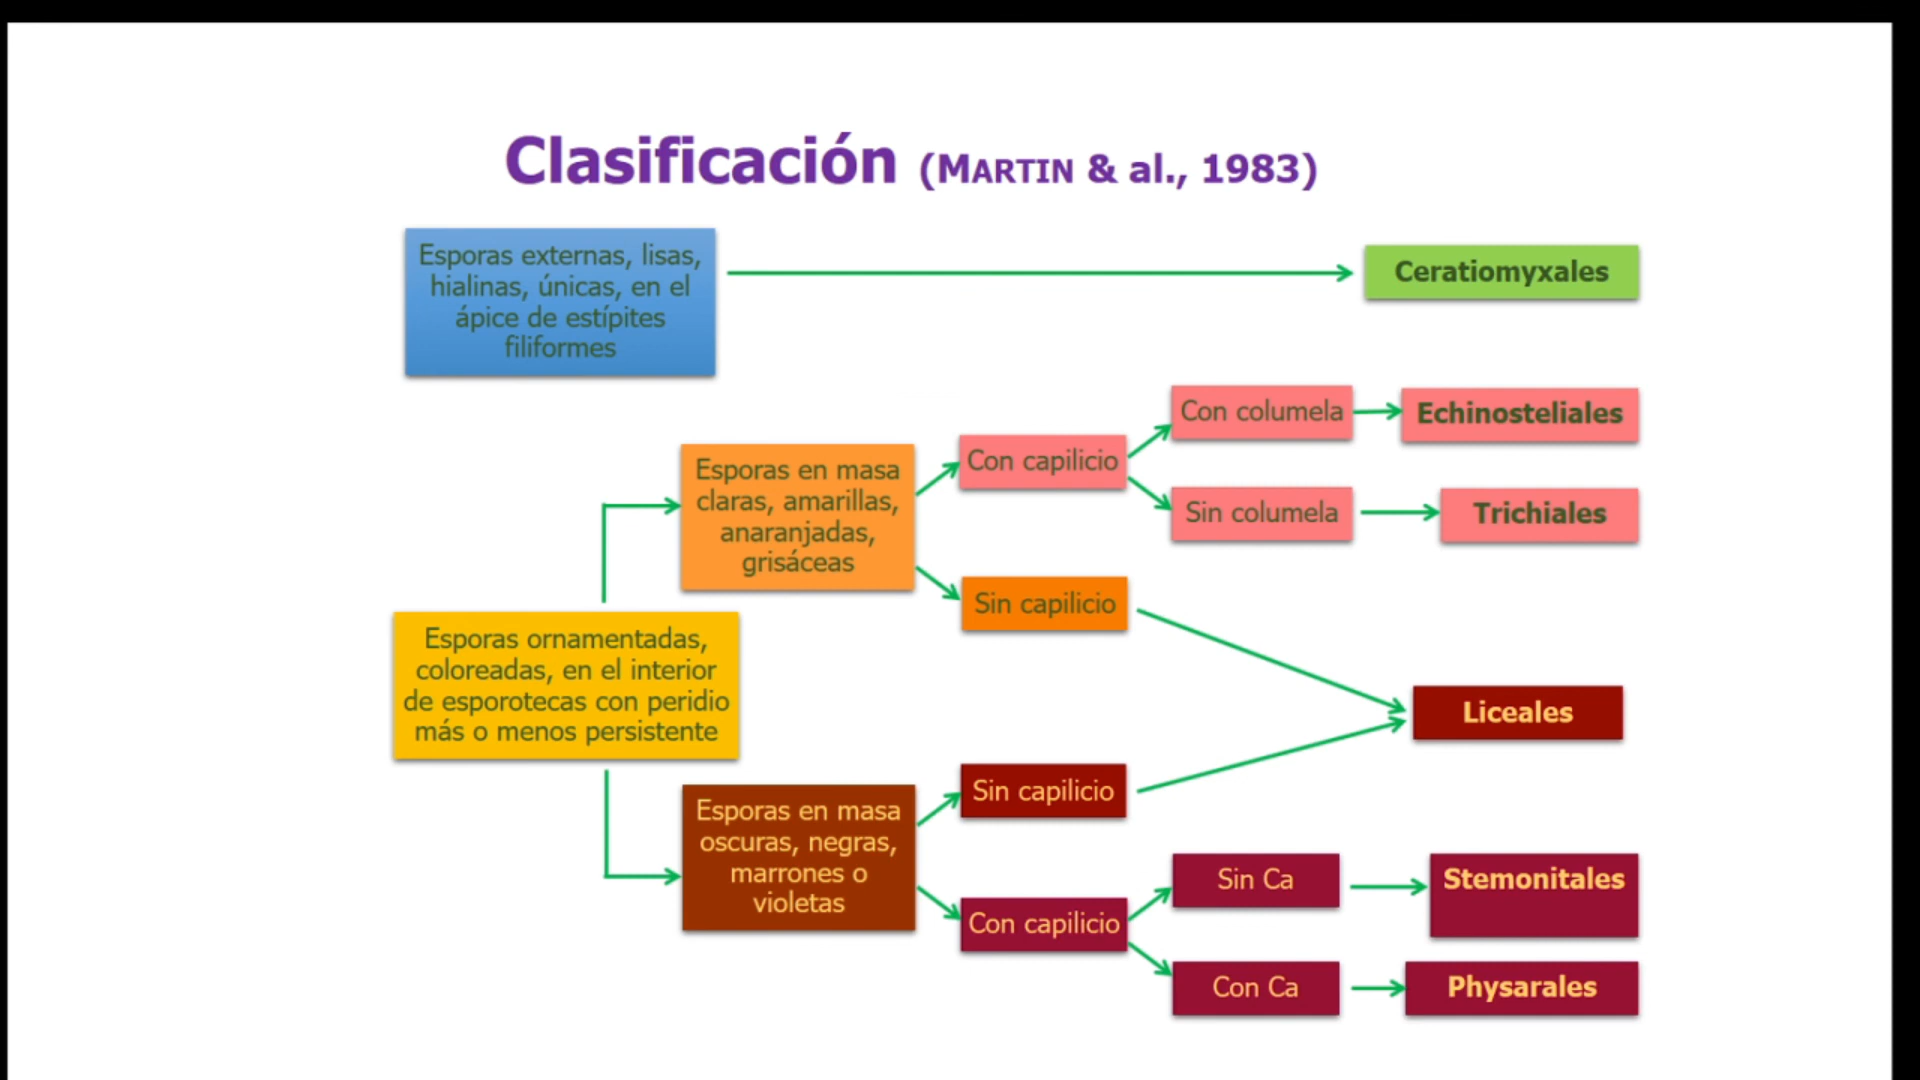 Clasificación (MARTIN & al., 1983)
Esporas externas, lisas,
hialinas, únicas, en el
ápice de estípites
filiformes
Ceratiomyxales
Esporas ornamentadas,
coloreadas, en el interior
de esporotecas con peridio
más o menos persistente
Esporas en masa
claras, amarillas,
anaranjadas,
grisáceas
Con capilicio
Con columela
Echinosteliales
Sin columela
Trichiales
Sin capilicio
Liceales
Esporas en masa
oscuras, negras,
marrones o
violetas
Sin capilicio
Con capilicio
Sin Ca
Stemonitales
Con Ca
Physarales